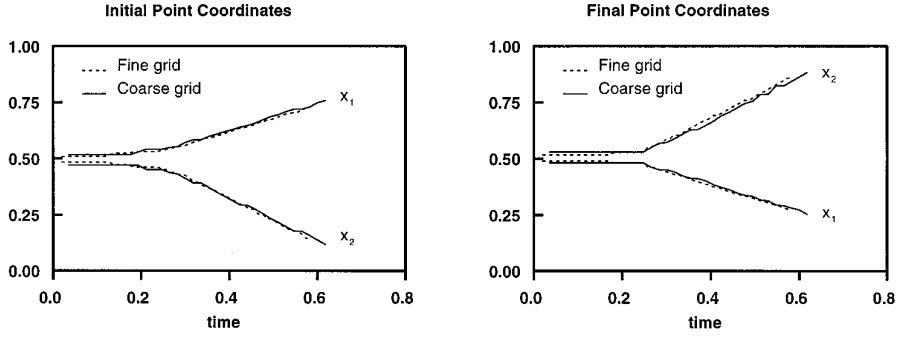 Initial Point Coordinates
1.00
0.75
0.50
0.25
0.00
Fine grid
Coarse grid
x1
x2
0.0 0.2 0.4 0.6 0.8
time
Final Point Coordinates
1.00
0.75
0.50
0.25
0.00
Fine grid
Coarse grid
x2
x1
0.0 0.2 0.4 0.6 0.8
time